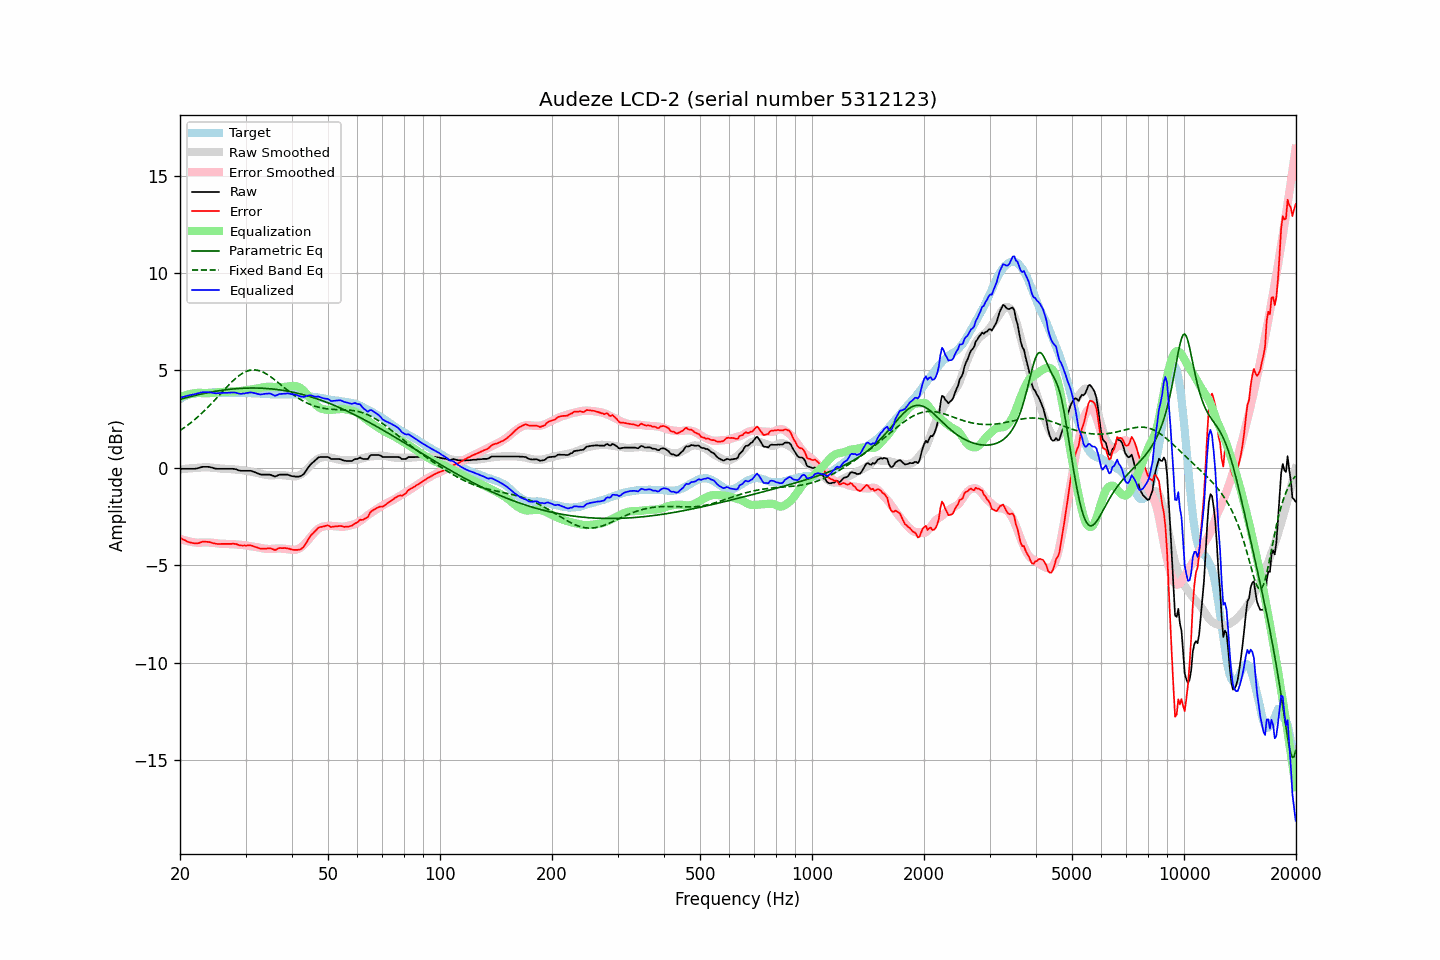 Audeze LCD-2 (serial number 5312123)
Target
Raw Smoothed
Error Smoothed
Raw
Error
Equalization
Parametric Eq
Fixed Band Eq
Equalized
15
10
5
0
−5
−10
−15
Amplitude (dBr)
20 50 100 200 500 1000 2000 5000 10000 20000
Frequency (Hz)